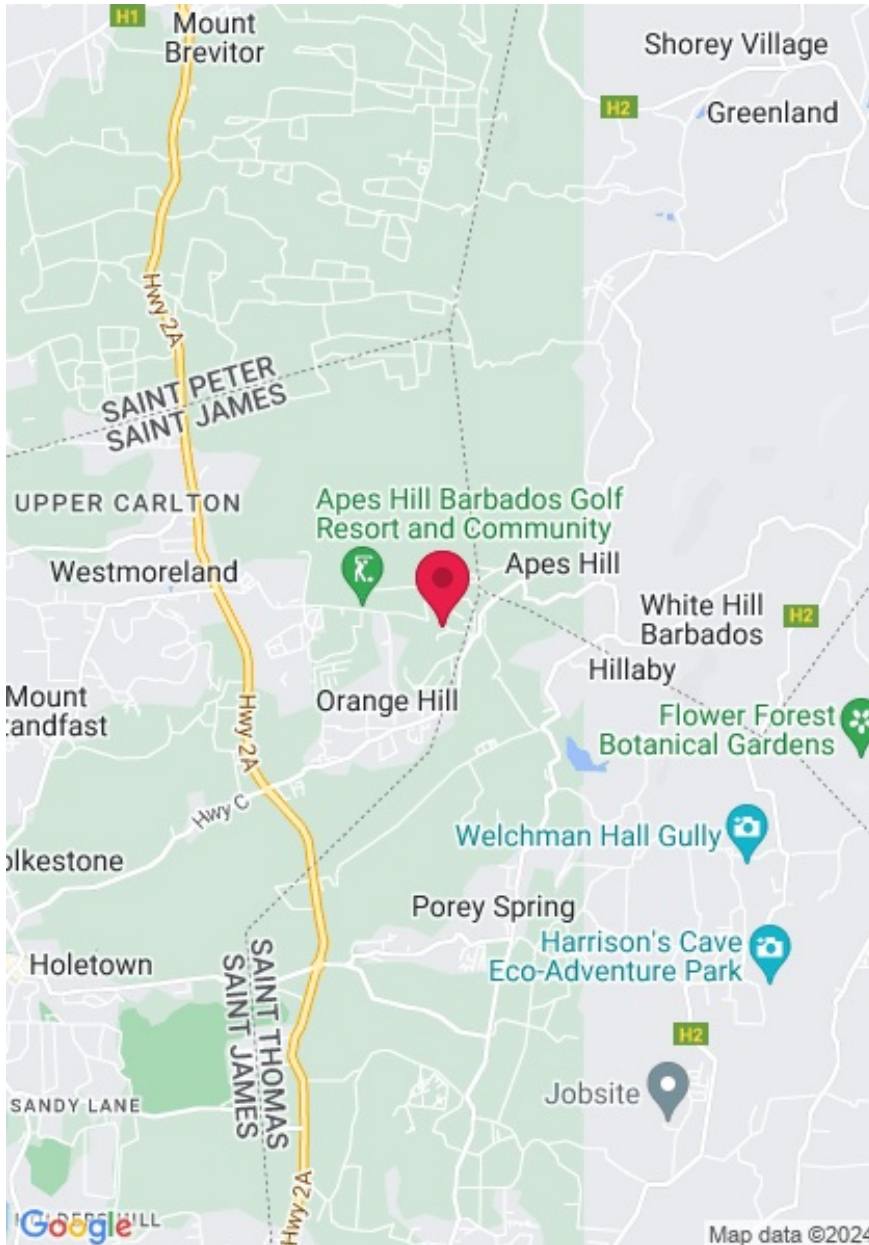 H1
Mount
Brevitor
Shorey Village
H2
Greenland
Hwy 2A
SAINT PETER
SAINT JAMES
UPPER CARLTON
Apes Hill Barbados Golf
Resort and Community
Westmoreland
Apes Hill
White Hill
Barbados
H2
Hillaby
Mount
tandfast
Orange Hill
Hwy 2A
Flower Forest
Botanical Gardens
Hwy C
Welchman Hall Gully
olkestone
Porey Spring
Harrison's Cave
Eco-Adventure Park
Holetown
SAINT THOMAS
SAINT JAMES
H2
Jobsite
SANDY LANE
Hwy 2A
Google
Map data ©2024